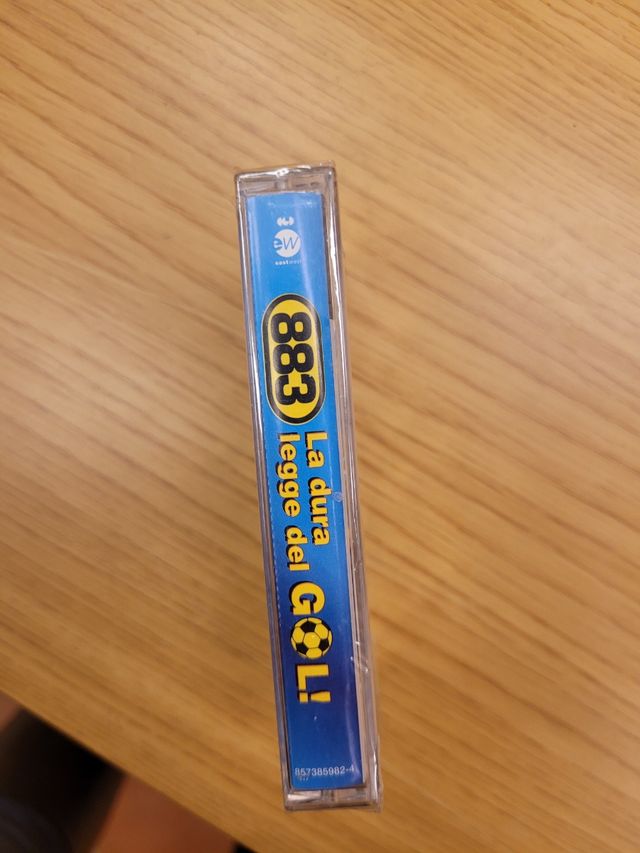 eW
eastwest
883
La dura
legge del GOL!
857385982-4